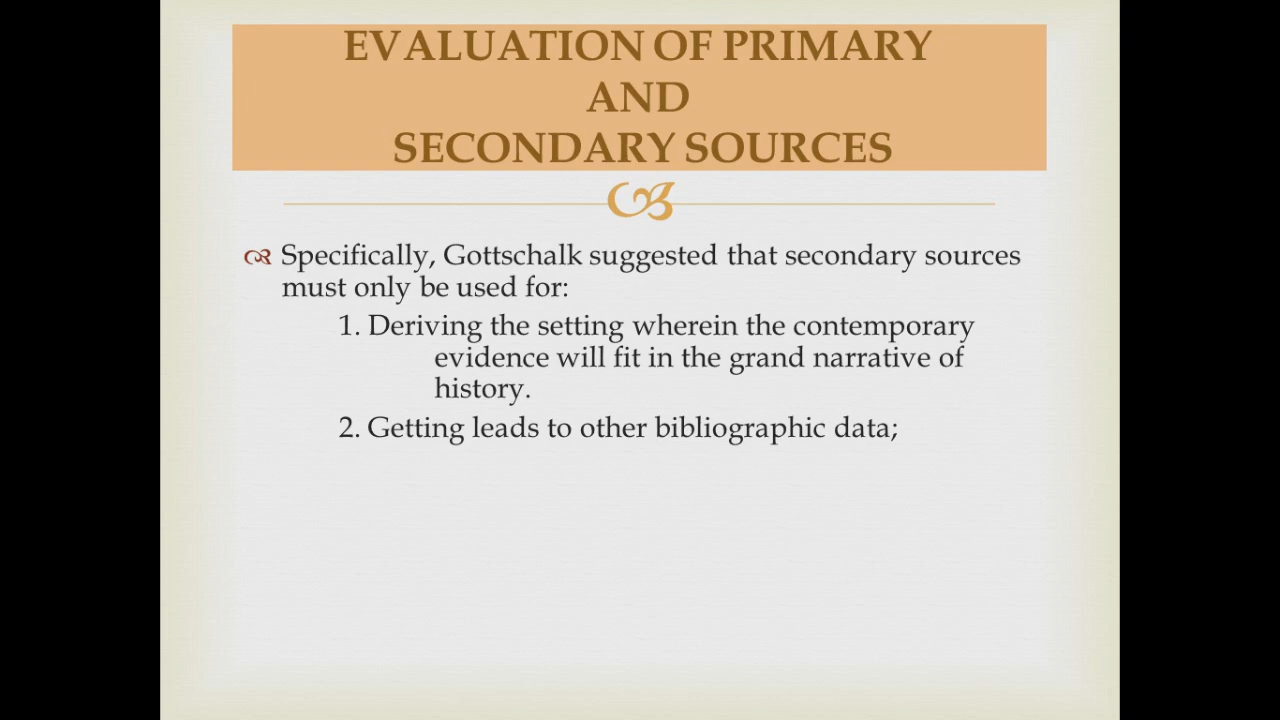 EVALUATION OF PRIMARY
AND
SECONDARY SOURCES
Specifically, Gottschalk suggested that secondary sources
must only be used for:
1. Deriving the setting wherein the contemporary
evidence will fit in the grand narrative of
history.
2. Getting leads to other bibliographic data;